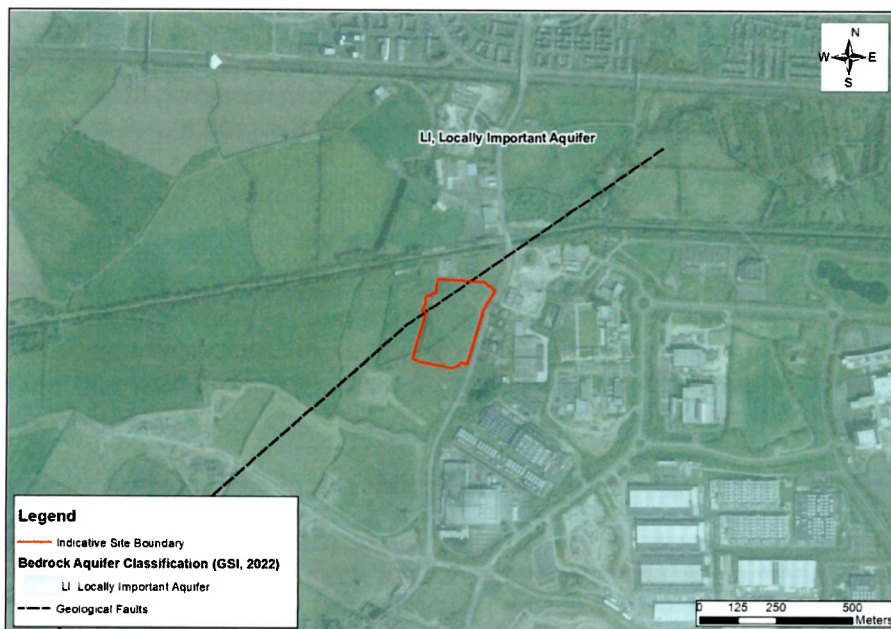 N
W E
S
LI, Locally Important Aquifer
Legend
Indicative Site Boundary
Bedrock Aquifer Classification (GSI, 2022)
LI Locally Important Aquifer
Geological Faults
0 125 250 500
Meters